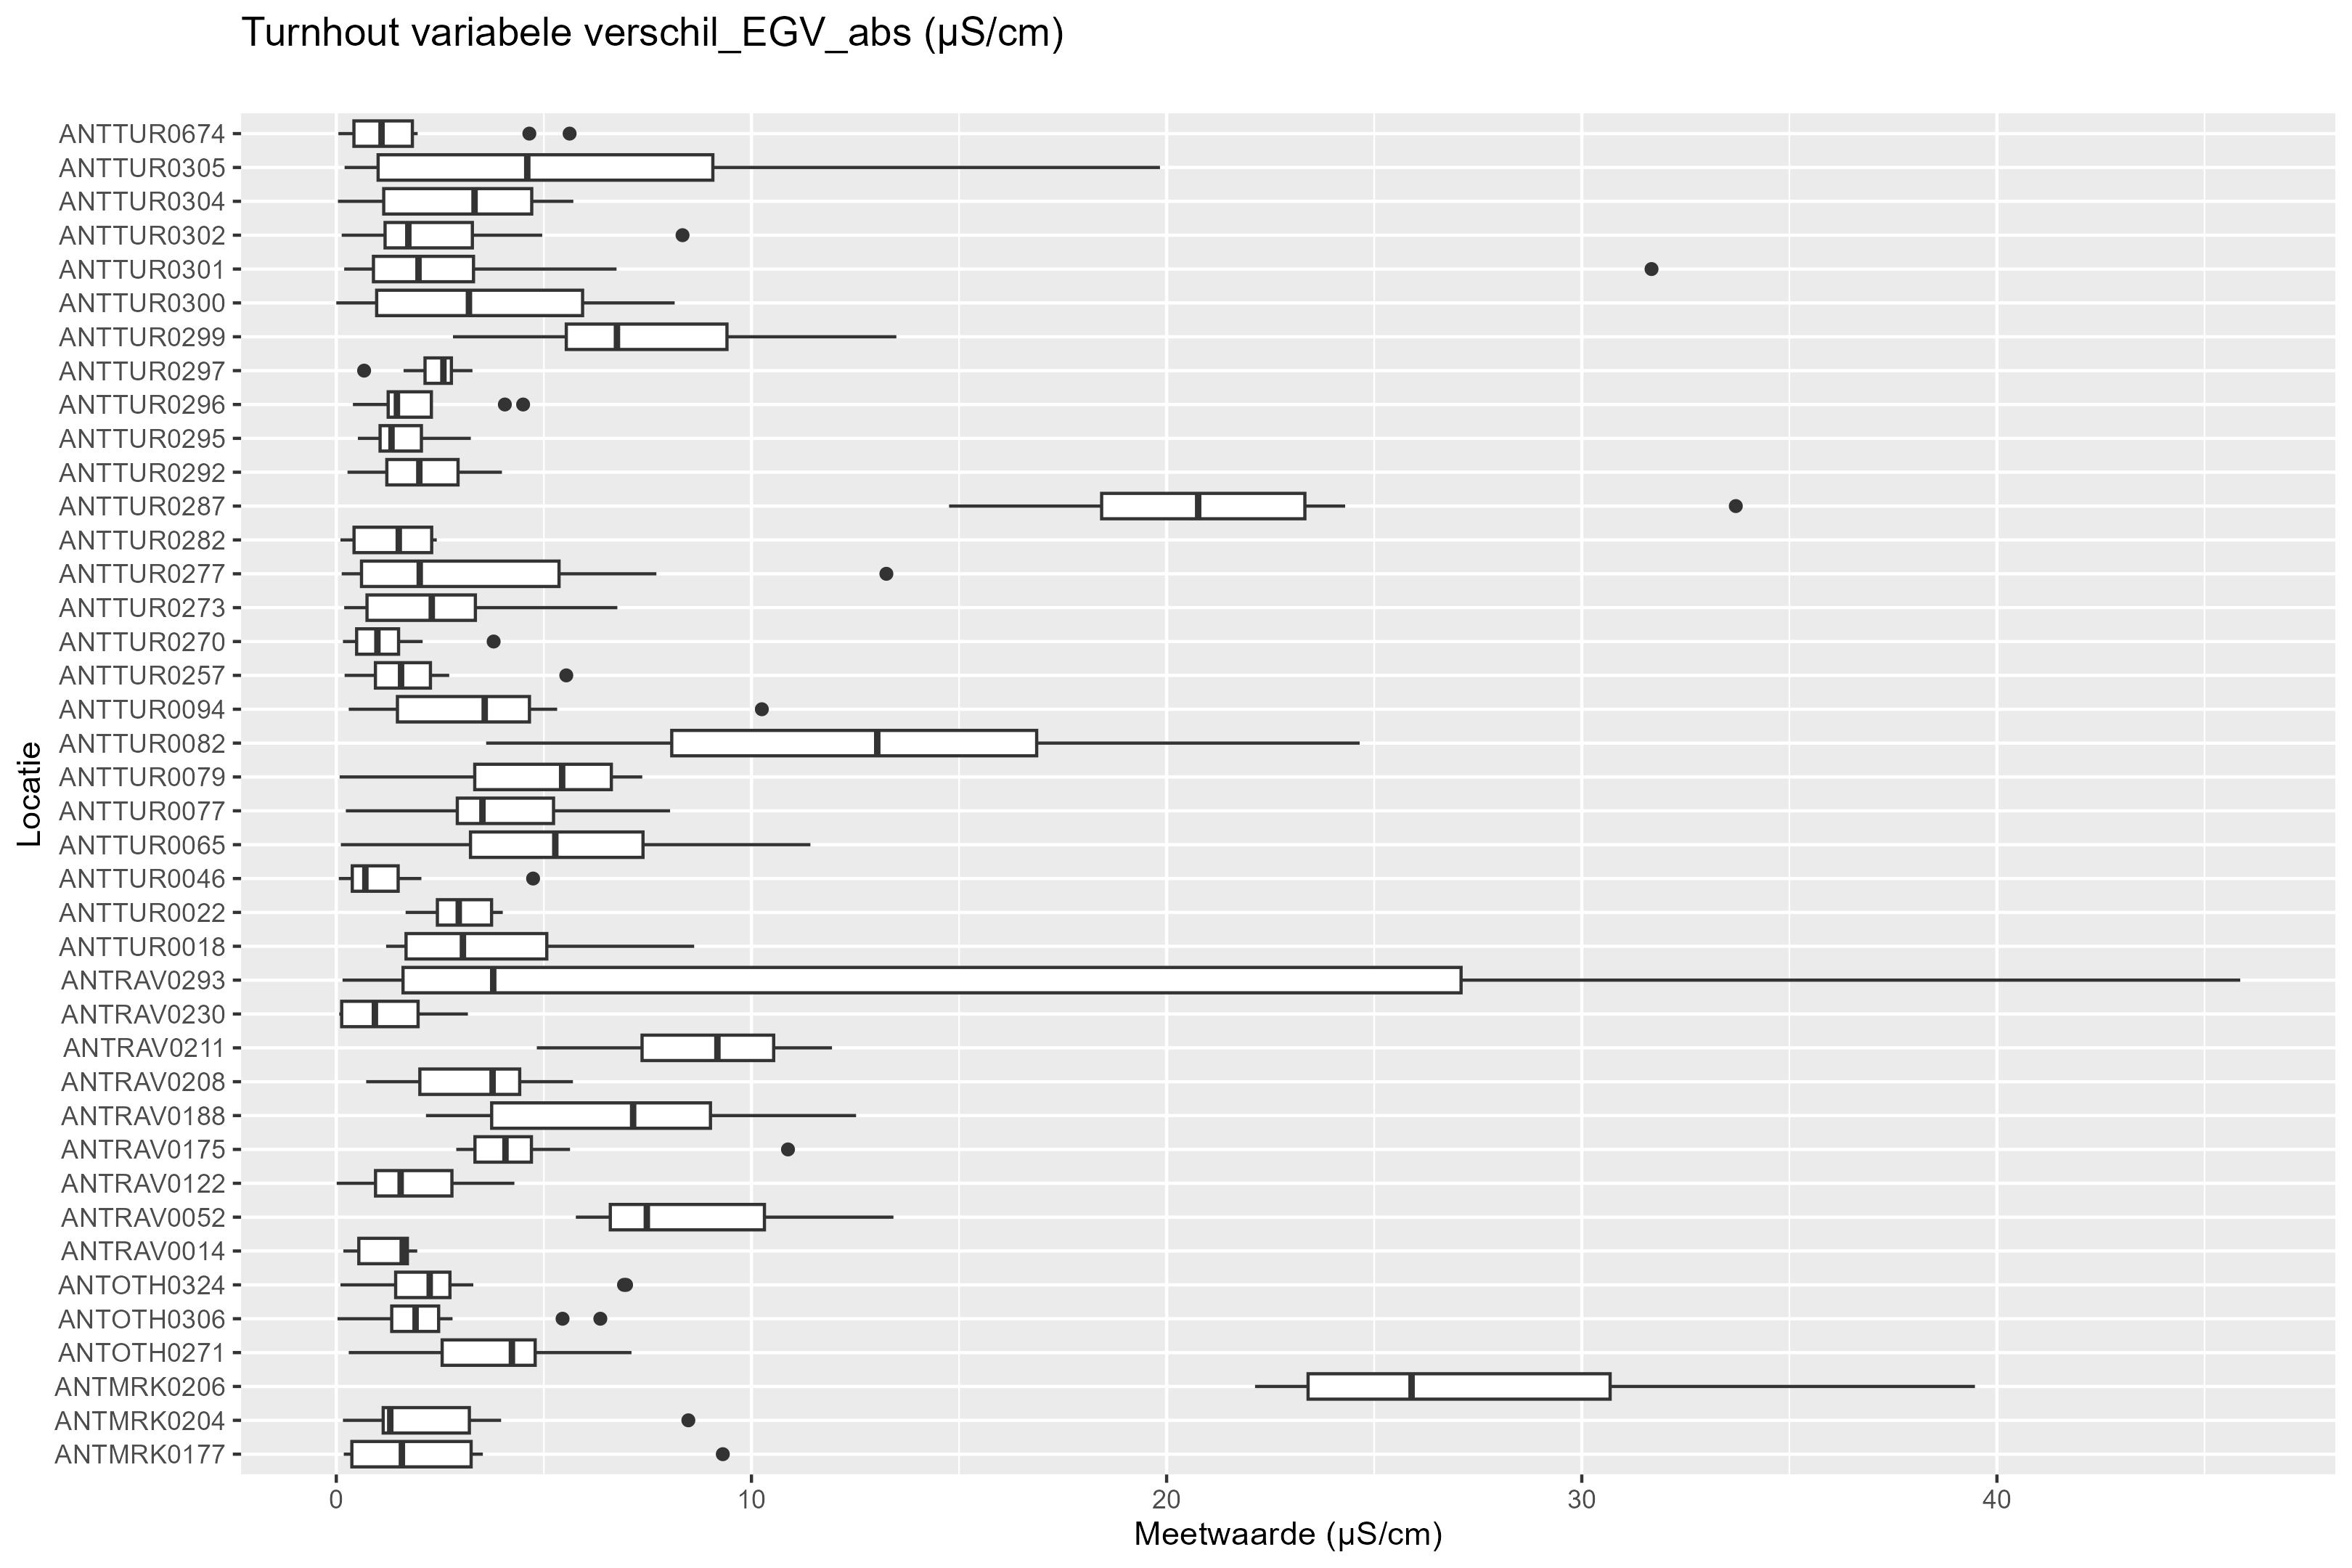 Turnhout variabele verschil_EGV_abs (µS/cm)
ANTTUR0674
ANTTUR0305
ANTTUR0304
ANTTUR0302
ANTTUR0301
ANTTUR0300
ANTTUR0299
ANTTUR0297
ANTTUR0296
ANTTUR0295
ANTTUR0292
ANTTUR0287
ANTTUR0282
ANTTUR0277
ANTTUR0273
ANTTUR0270
ANTTUR0257
ANTTUR0094
ANTTUR0082
ANTTUR0079
ANTTUR0077
ANTTUR0065
ANTTUR0046
ANTTUR0022
ANTTUR0018
ANTRAV0293
ANTRAV0230
ANTRAV0211
ANTRAV0208
ANTRAV0188
ANTRAV0175
ANTRAV0122
ANTRAV0052
ANTRAV0014
ANTOTH0324
ANTOTH0306
ANTOTH0271
ANTMRK0206
ANTMRK0204
ANTMRK0177
Locatie
0 10 20 30 40
Meetwaarde (µS/cm)